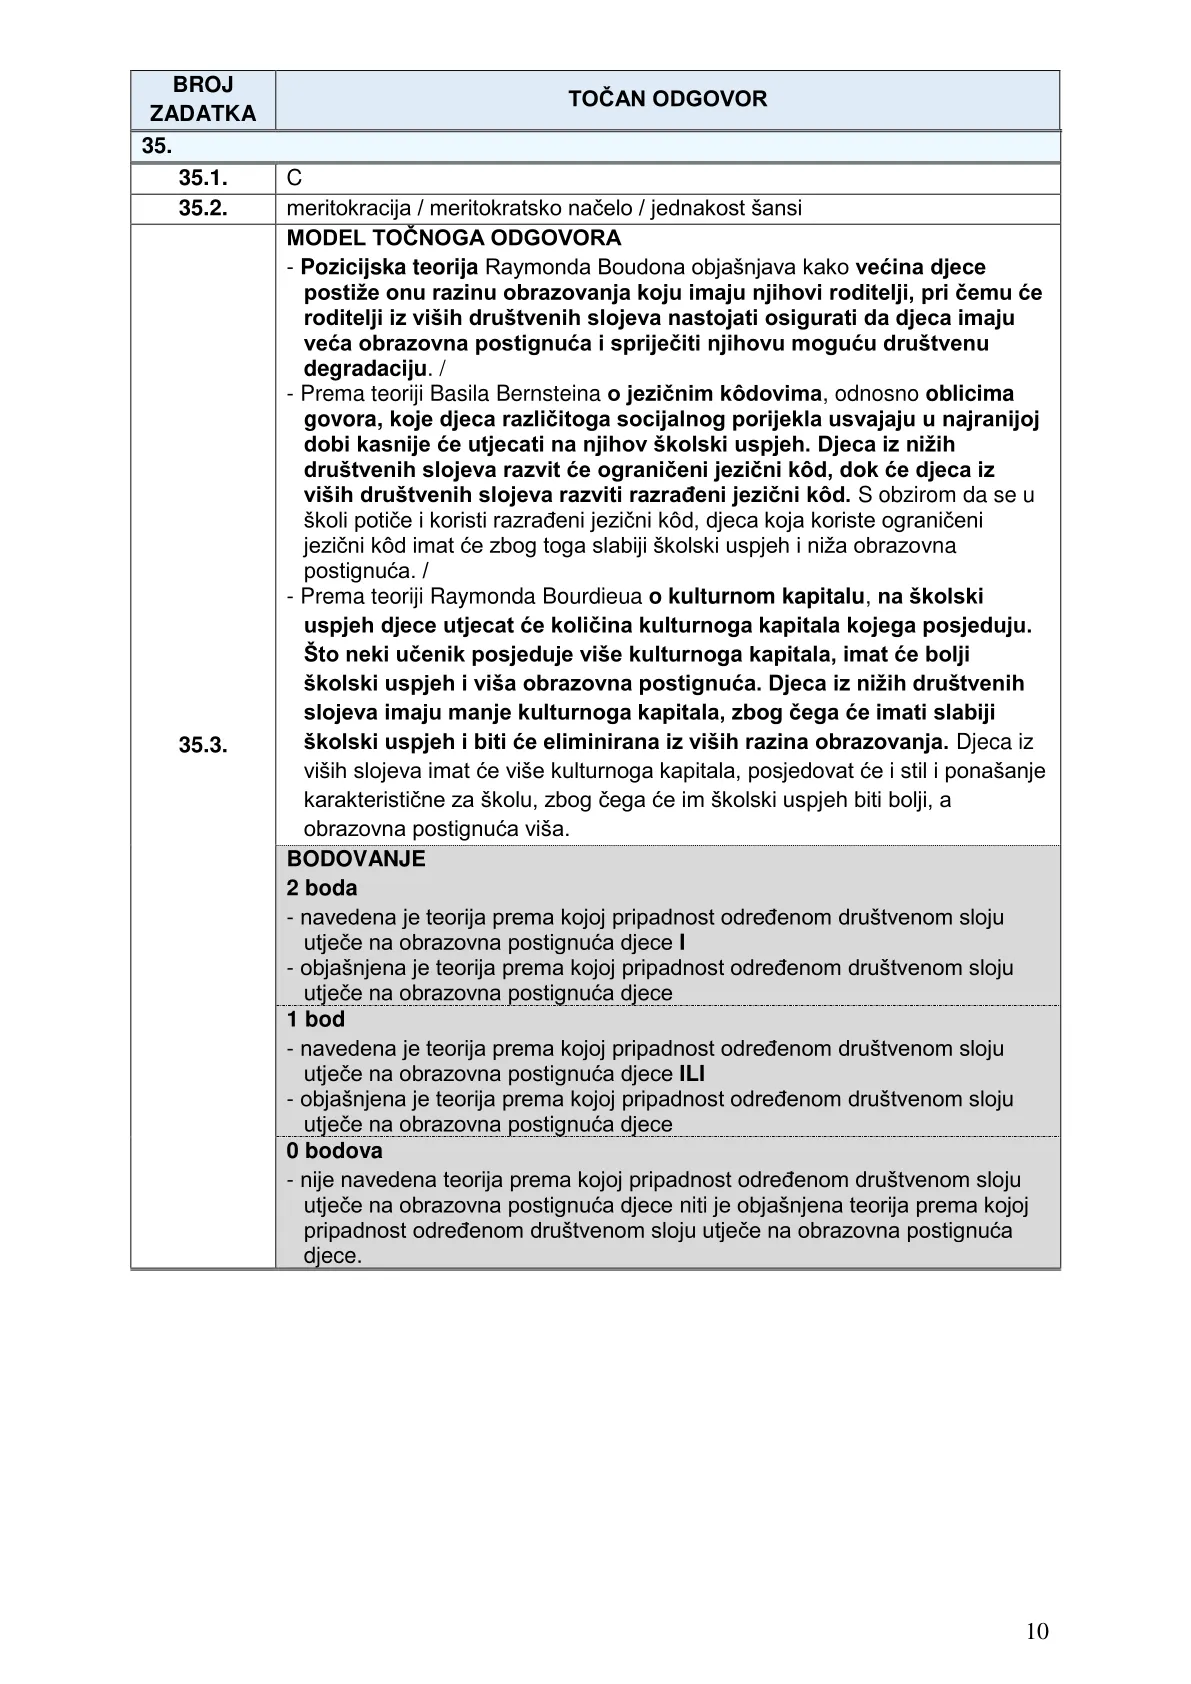 BROJ
ZADATKA
TOČAN ODGOVOR
35.
35.1.
C
35.2.
meritokracija / meritokratsko načelo / jednakost šansi
35.3.
MODEL TOČNOGA ODGOVORA
- Pozicijska teorija Raymonda Boudona objašnjava kako većina djece
postiže onu razinu obrazovanja koju imaju njihovi roditelji, pri čemu će
roditelji iz viših društvenih slojeva nastojati osigurati da djeca imaju
veća obrazovna postignuća i spriječiti njihovu moguću društvenu
degradaciju. /
- Prema teoriji Basila Bernsteina o jezičnim kôdovima, odnosno oblicima
govora, koje djeca različitoga socijalnog porijekla usvajaju u najranijoj
dobi kasnije će utjecati na njihov školski uspjeh. Djeca iz nižih
društvenih slojeva razvit će ograničeni jezični kôd, dok će djeca iz
viših društvenih slojeva razviti razrađeni jezični kôd. S obzirom da se u
školi potiče i koristi razrađeni jezični kôd, djeca koja koriste ograničeni
jezični kôd imat će zbog toga slabiji školski uspjeh i niža obrazovna
postignuća. /
- Prema teoriji Raymonda Bourdieua o kulturnom kapitalu, na školski
uspjeh djece utjecat će količina kulturnoga kapitala kojega posjeduju.
Što neki učenik posjeduje više kulturnoga kapitala, imat će bolji
školski uspjeh i viša obrazovna postignuća. Djeca iz nižih društvenih
slojeva imaju manje kulturnoga kapitala, zbog čega će imati slabiji
školski uspjeh i biti će eliminirana iz viših razina obrazovanja. Djeca iz
viših slojeva imat će više kulturnoga kapitala, posjedovat će i stil i ponašanje
karakteristične za školu, zbog čega će im školski uspjeh biti bolji, a
obrazovna postignuća viša.
BODOVANJE
2 boda
- navedena je teorija prema kojoj pripadnost određenom društvenom sloju
utječe na obrazovna postignuća djece I
- objašnjena je teorija prema kojoj pripadnost određenom društvenom sloju
utječe na obrazovna postignuća djece
1 bod
- navedena je teorija prema kojoj pripadnost određenom društvenom sloju
utječe na obrazovna postignuća djece ILI
- objašnjena je teorija prema kojoj pripadnost određenom društvenom sloju
utječe na obrazovna postignuća djece
0 bodova
- nije navedena teorija prema kojoj pripadnost određenom društvenom sloju
utječe na obrazovna postignuća djece niti je objašnjena teorija prema kojoj
pripadnost određenom društvenom sloju utječe na obrazovna postignuća
djece.
10